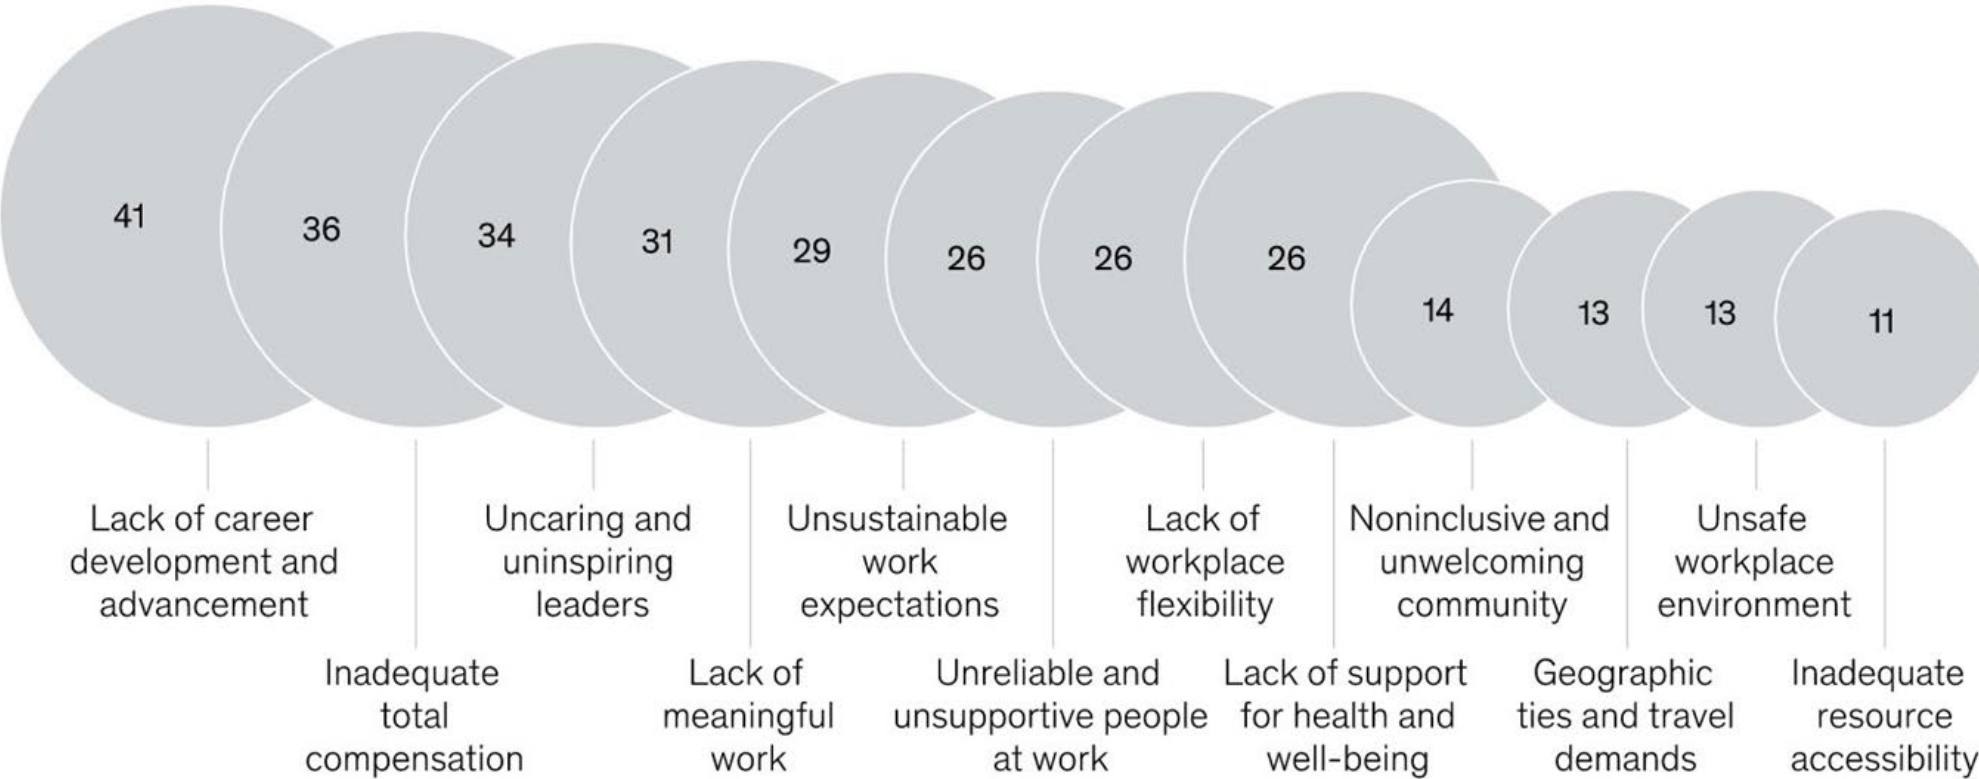 41
36
34
31
29
26
26
26
14
13
13
11
Lack of career
development and
advancement
Inadequate
total
compensation
Uncaring and
uninspiring
leaders
Lack of
meaningful
work
Unsustainable
work
expectations
Unreliable and
unsupportive people
at work
Lack of
workplace
flexibility
Lack of support
for health and
well-being
Noninclusive and
unwelcoming
community
Geographic
ties and travel
demands
Unsafe
workplace
environment
Inadequate
resource
accessibility